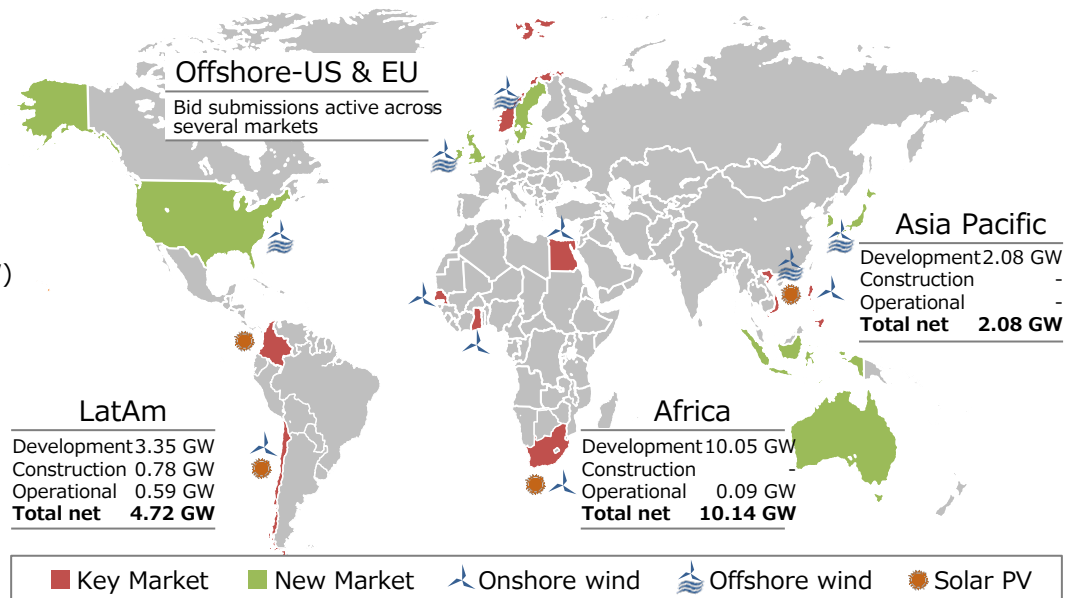 Offshore-US & EU
Bid submissions active across
several markets
)
Asia Pacific
Development 2.08 GW
Construction -
Operational -
Total net 2.08 GW
LatAm
Development 3.35 GW
Construction 0.78 GW
Operational 0.59 GW
Total net 4.72 GW
Africa
Development 10.05 GW
Construction -
Operational 0.09 GW
Total net 10.14 GW
Key Market New Market Onshore wind Offshore wind Solar PV